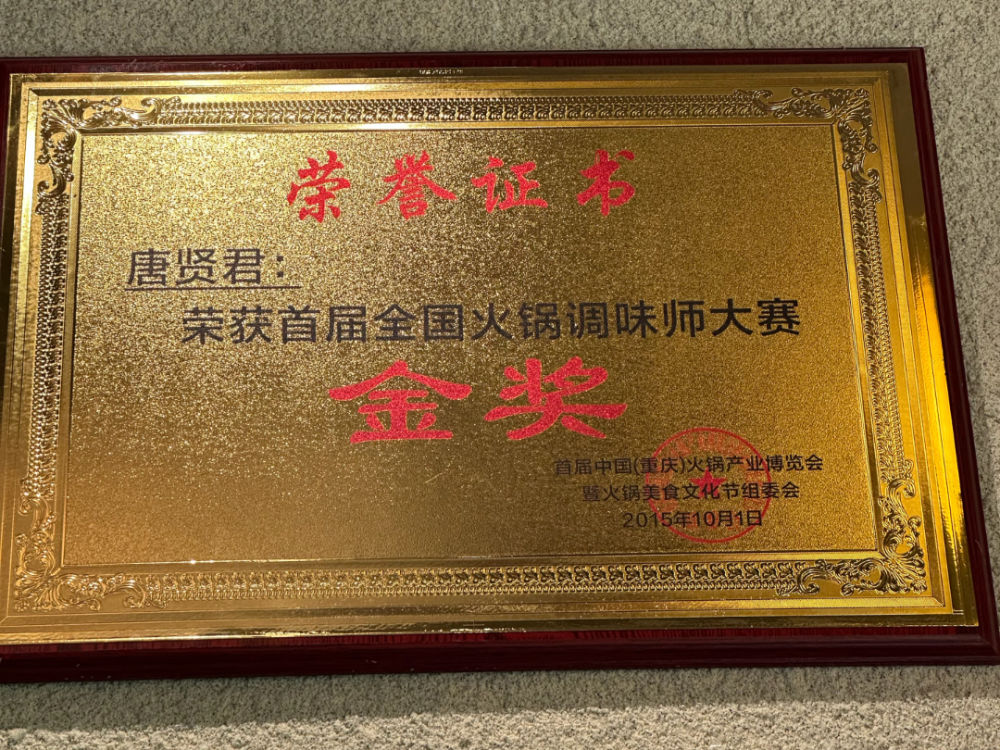 荣誉证书
唐贤君：
荣获首届全国火锅调味师大赛
金奖
首届中国(重庆)火锅产业博览会
暨火锅美食文化节组委会
2015年10月1日